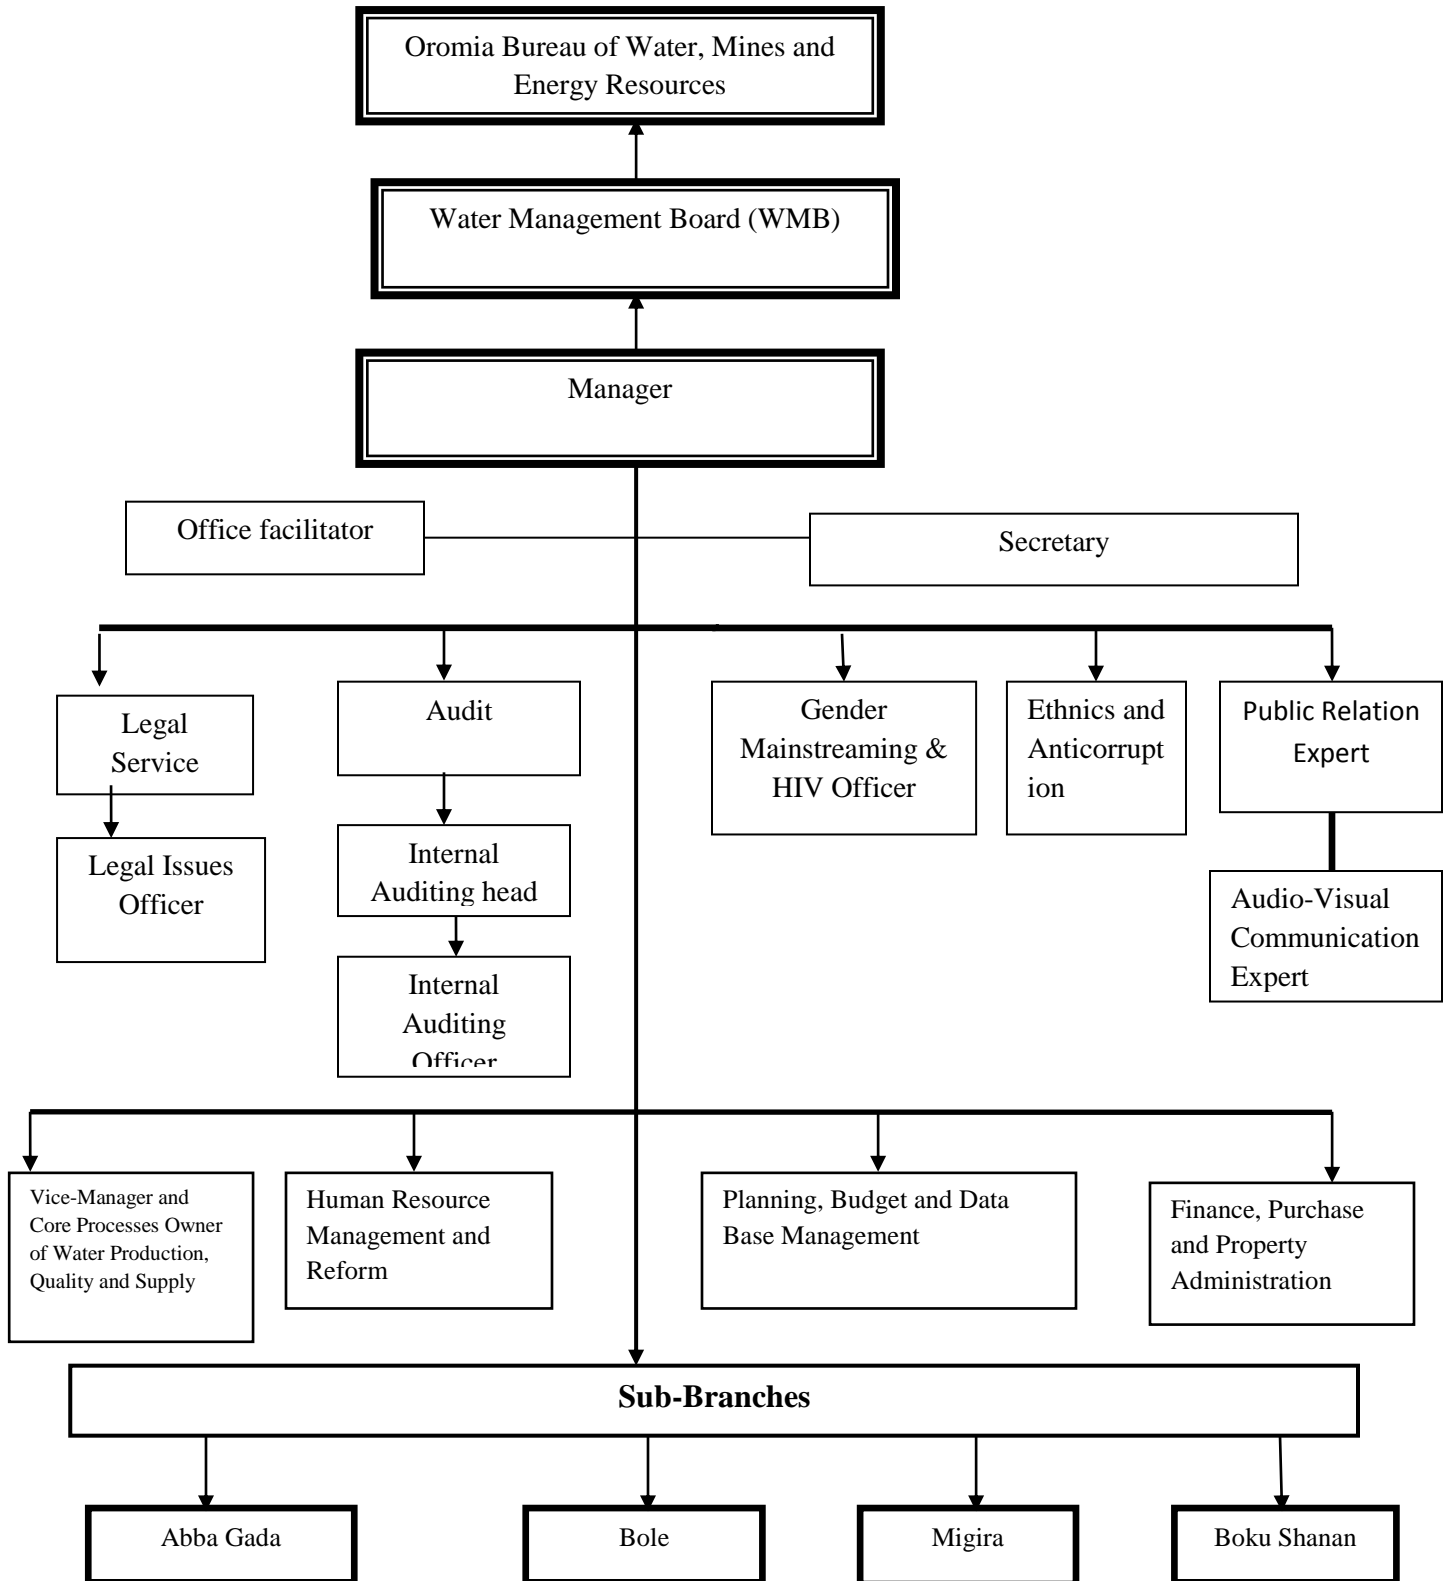 Oromia Bureau of Water, Mines and
Energy Resources
Water Management Board (WMB)
Manager
Office facilitator
Secretary
Legal
Service
Audit
Gender
Mainstreaming &
HIV Officer
Ethnics and
Anticorrupt
ion
Public Relation
Expert
Legal Issues
Officer
Internal
Auditing head
Audio-Visual
Communication
Expert
Internal
Auditing
Officer
Vice-Manager and
Core Processes Owner
of Water Production,
Quality and Supply
Human Resource
Management and
Reform
Planning, Budget and Data
Base Management
Finance, Purchase
and Property
Administration
Sub-Branches
Abba Gada
Bole
Migira
Boku Shanan